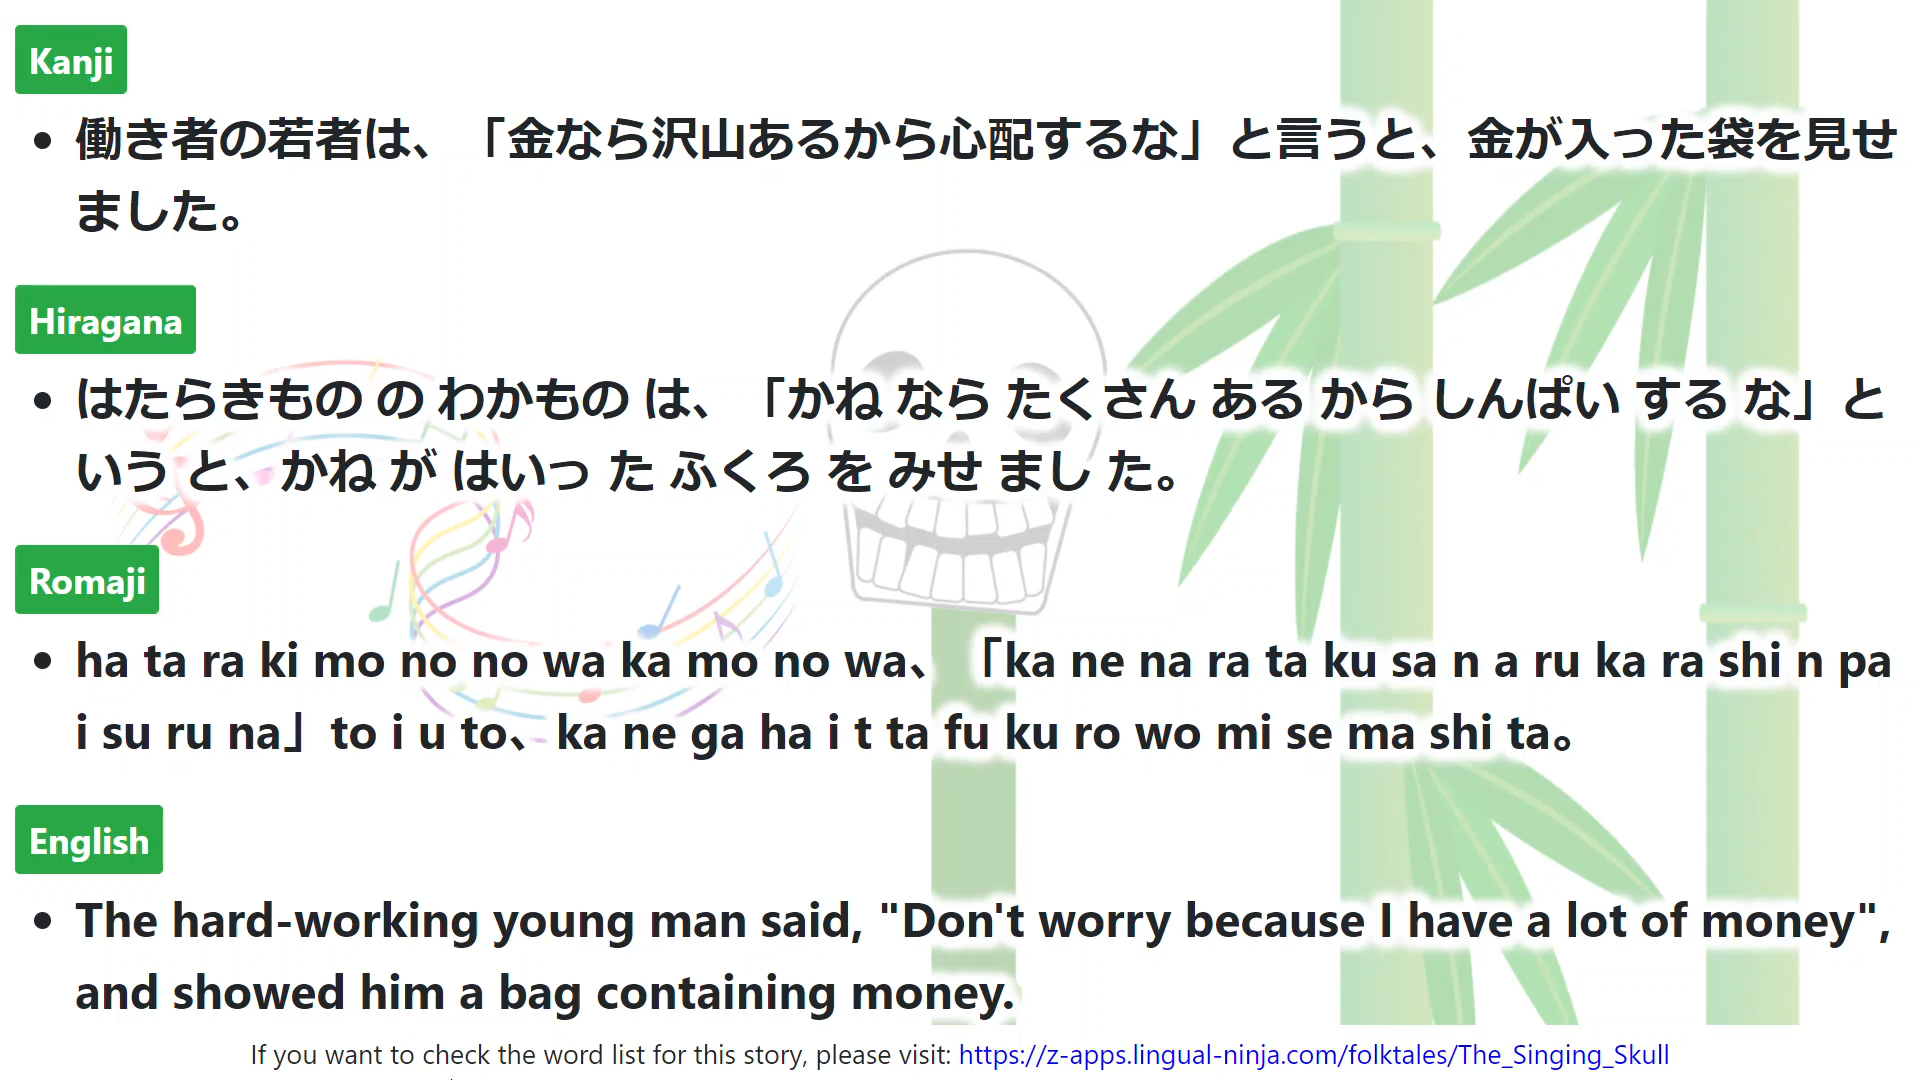 Kanji
• 働き者の若者は、「金なら沢山あるから心配するな」と言うと、金が入った袋を見せ
ました。
Hiragana
• はたらきもの の わかもの は、「かね なら たくさん ある から しんぱい する な」と
いう と、かね が はいっ た ふくろ を みせ まし た。
Romaji
• ha ta ra ki mo no no wa ka mo no wa、「ka ne na ra ta ku sa n a ru ka ra shi n pa
i su ru na」to i u to、ka ne ga ha i t ta fu ku ro wo mi se ma shi ta。
English
• The hard-working young man said, "Don't worry because I have a lot of money",
and showed him a bag containing money.
If you want to check the word list for this story, please visit: https://z-apps.lingual-ninja.com/folktales/The_Singing_Skull